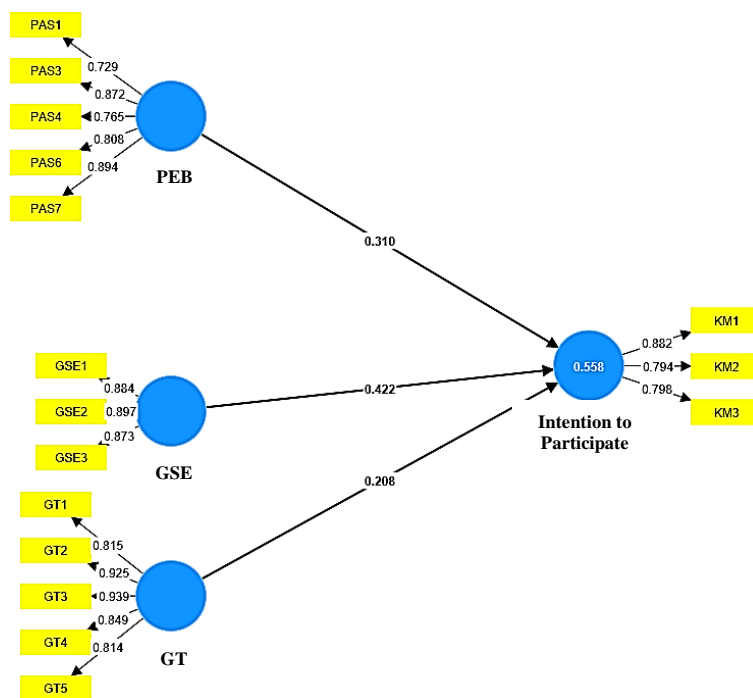 PAS1
PAS3
PAS4
PAS6
PAS7
0.729
0.872
0.765
0.808
0.894
PEB
0.310
GSE1
GSE2
GSE3
0.884
0.897
0.873
GSE
0.422
GT1
GT2
GT3
GT4
GT5
0.815
0.925
0.939
0.849
0.814
GT
0.208
0.558
Intention to
Participate
0.882
0.794
0.798
KM1
KM2
KM3